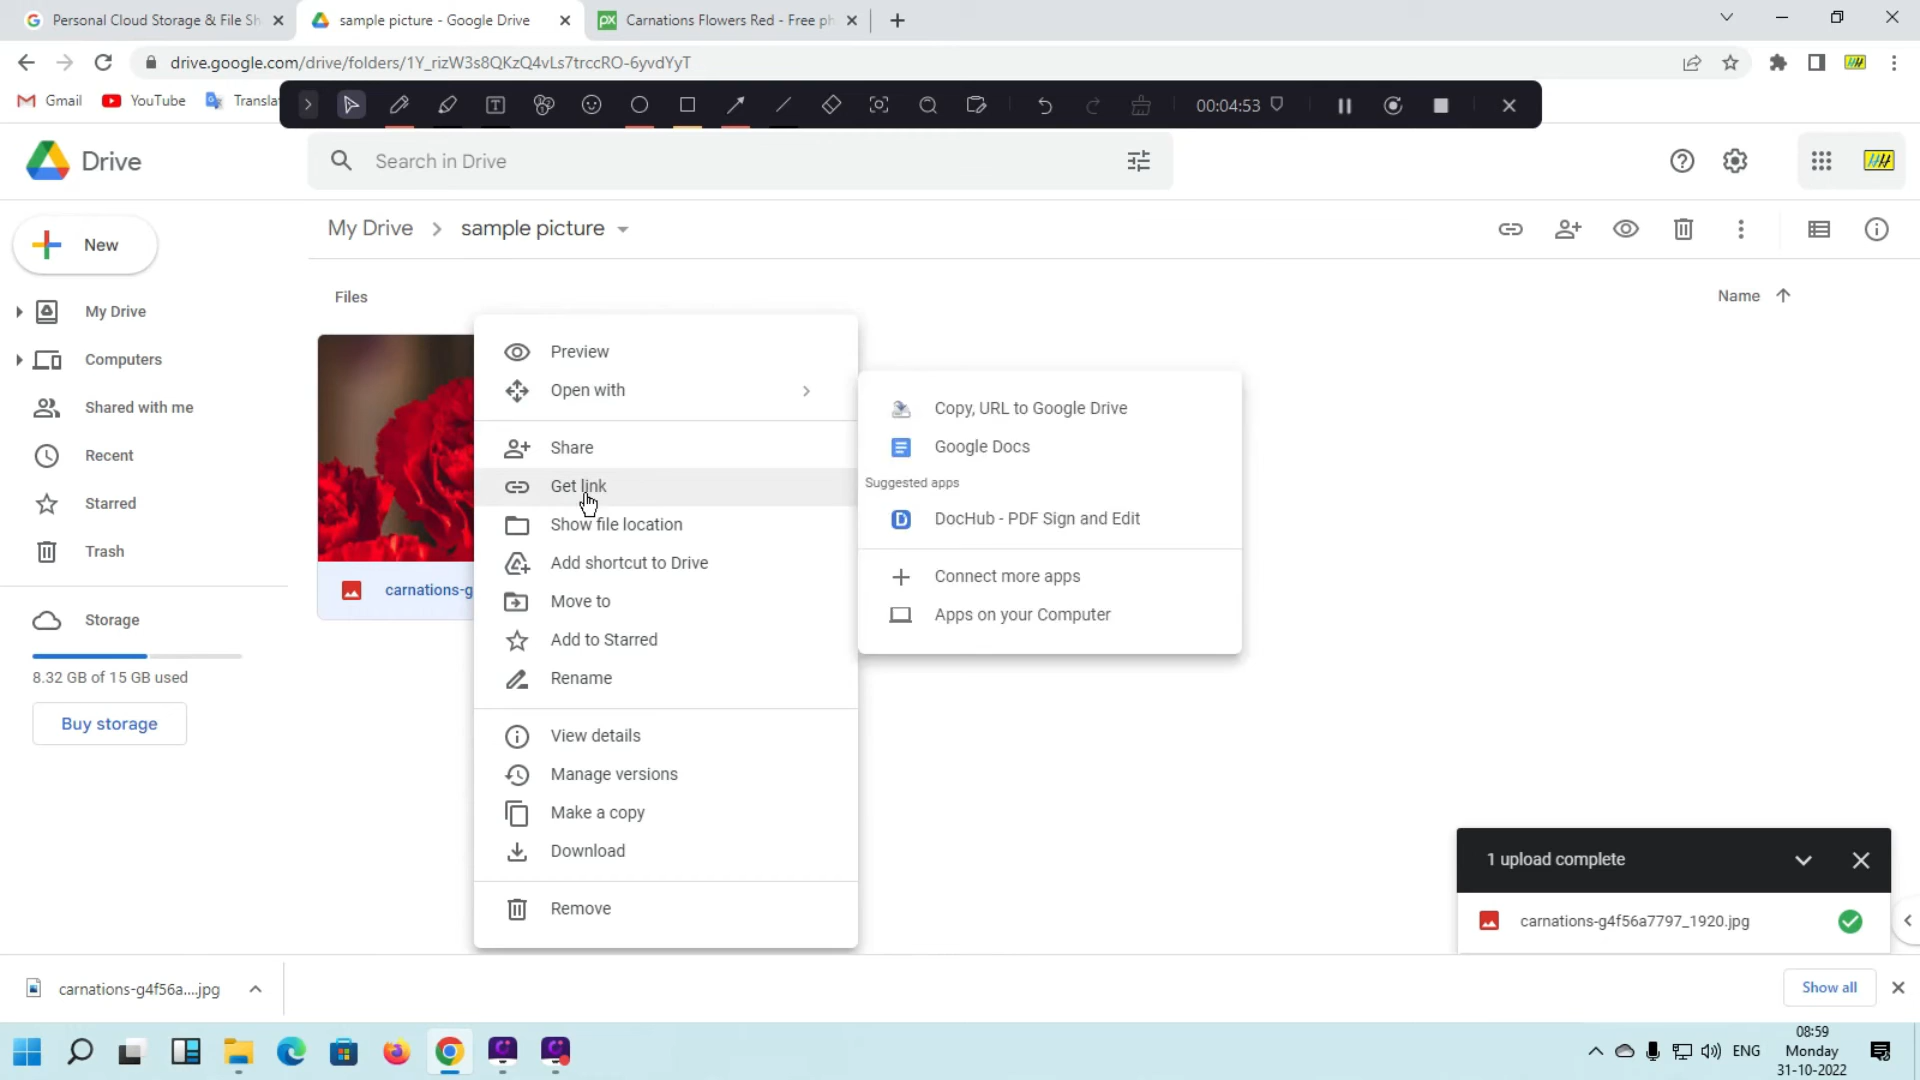 Personal Cloud Storage & File Sh
sample picture - Google Drive
Carnations Flowers Red - Free ph
drive.google.com/drive/folders/1Y_rizW3s8QKzQ4vLs7trccRO-6yvdYyT
Gmail
YouTube
Translat
00:04:53
Drive
Search in Drive
My Drive
sample picture
New
Files
Name
My Drive
Computers
Shared with me
Recent
Starred
Trash
Storage
8.32 GB of 15 GB used
Buy storage
Preview
Open with
Share
Get link
Show file location
Add shortcut to Drive
Move to
Add to Starred
Rename
View details
Manage versions
Make a copy
Download
Remove
Copy, URL to Google Drive
Google Docs
Suggested apps
DocHub - PDF Sign and Edit
Connect more apps
Apps on your Computer
carnations-g
1 upload complete
carnations-g4f56a7797_1920.jpg
carnations-g4f56a....jpg
Show all
ENG
08:59
Monday
31-10-2022